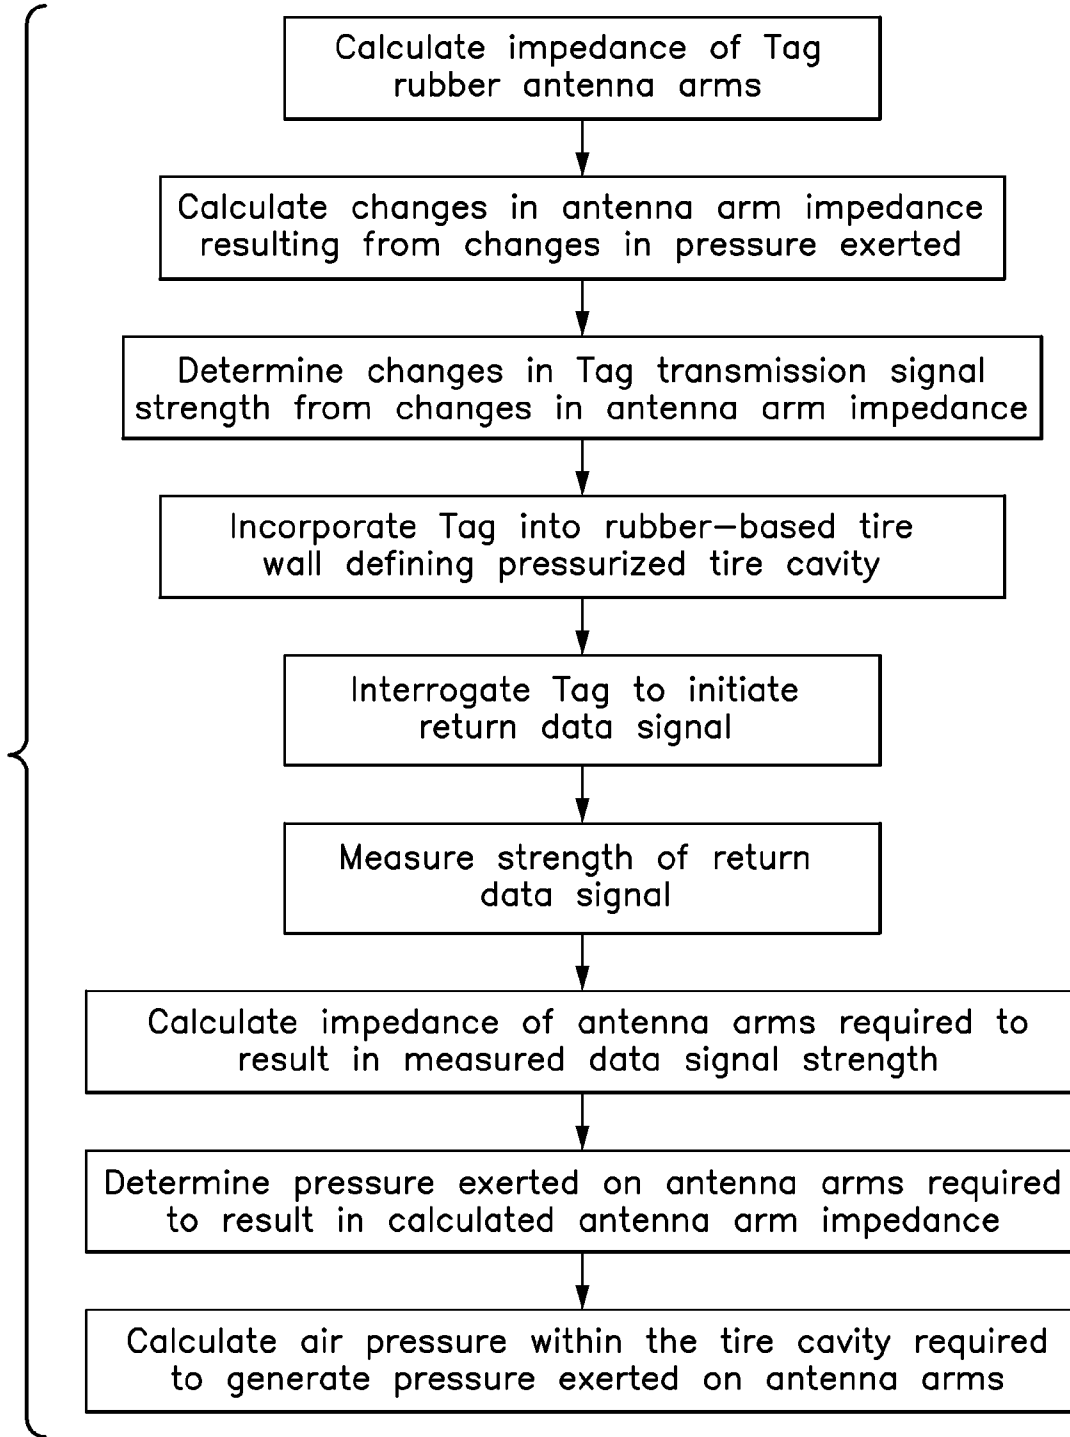 Calculate impedance of Tag
rubber antenna arms
Calculate changes in antenna arm impedance
resulting from changes in pressure exerted
Determine changes in Tag transmission signal
strength from changes in antenna arm impedance
Incorporate Tag into rubber-based tire
wall defining pressurized tire cavity
Interrogate Tag to initiate
return data signal
Measure strength of return
data signal
Calculate impedance of antenna arms required to
result in measured data signal strength
Determine pressure exerted on antenna arms required
to result in calculated antenna arm impedance
Calculate air pressure within the tire cavity required
to generate pressure exerted on antenna arms